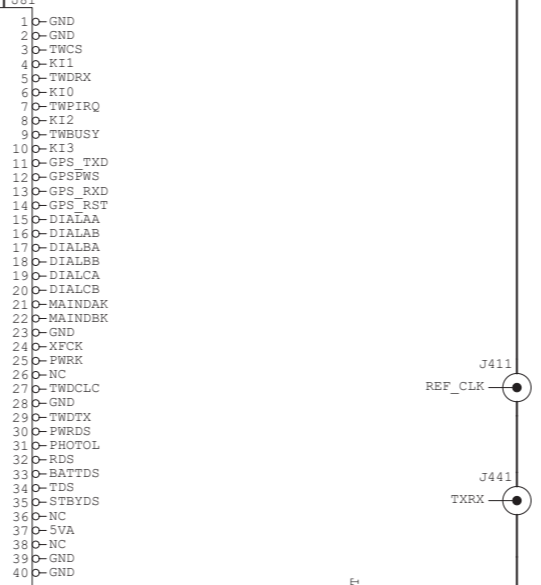 J61
1 GND
2 GND
3 TWCS
4 KI1
5 TWDRX
6 KI0
7 TWPIRQ
8 KI2
9 TWBUSY
10 KI3
11 GPS_TXD
12 GPSPWS
13 GPS_RXD
14 GPS_RST
15 DIALAA
16 DIALAB
17 DIALBA
18 DIALBB
19 DIALCA
20 DIALCB
21 MAINDAK
22 MAINDBK
23 GND
24 XFCK
25 PWRK
26 NC
27 TWDCLC
28 GND
29 TWDTX
30 PWRDS
31 PHOTOL
32 RDS
33 BATTDS
34 TDS
35 STBYDS
36 NC
37 5VA
38 NC
39 GND
40 GND
J411
REF_CLK
J441
TXRX